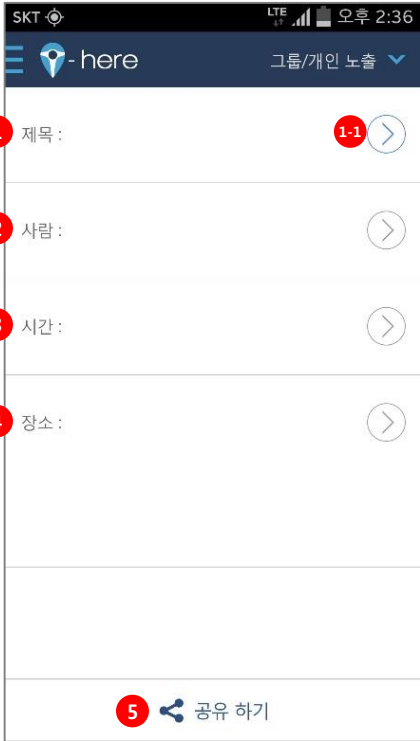 SKT LTE 오후 2:36
-here 그룹/개인 노출
제목 : 1-1
사람 :
시간 :
장소 :
5 공유 하기